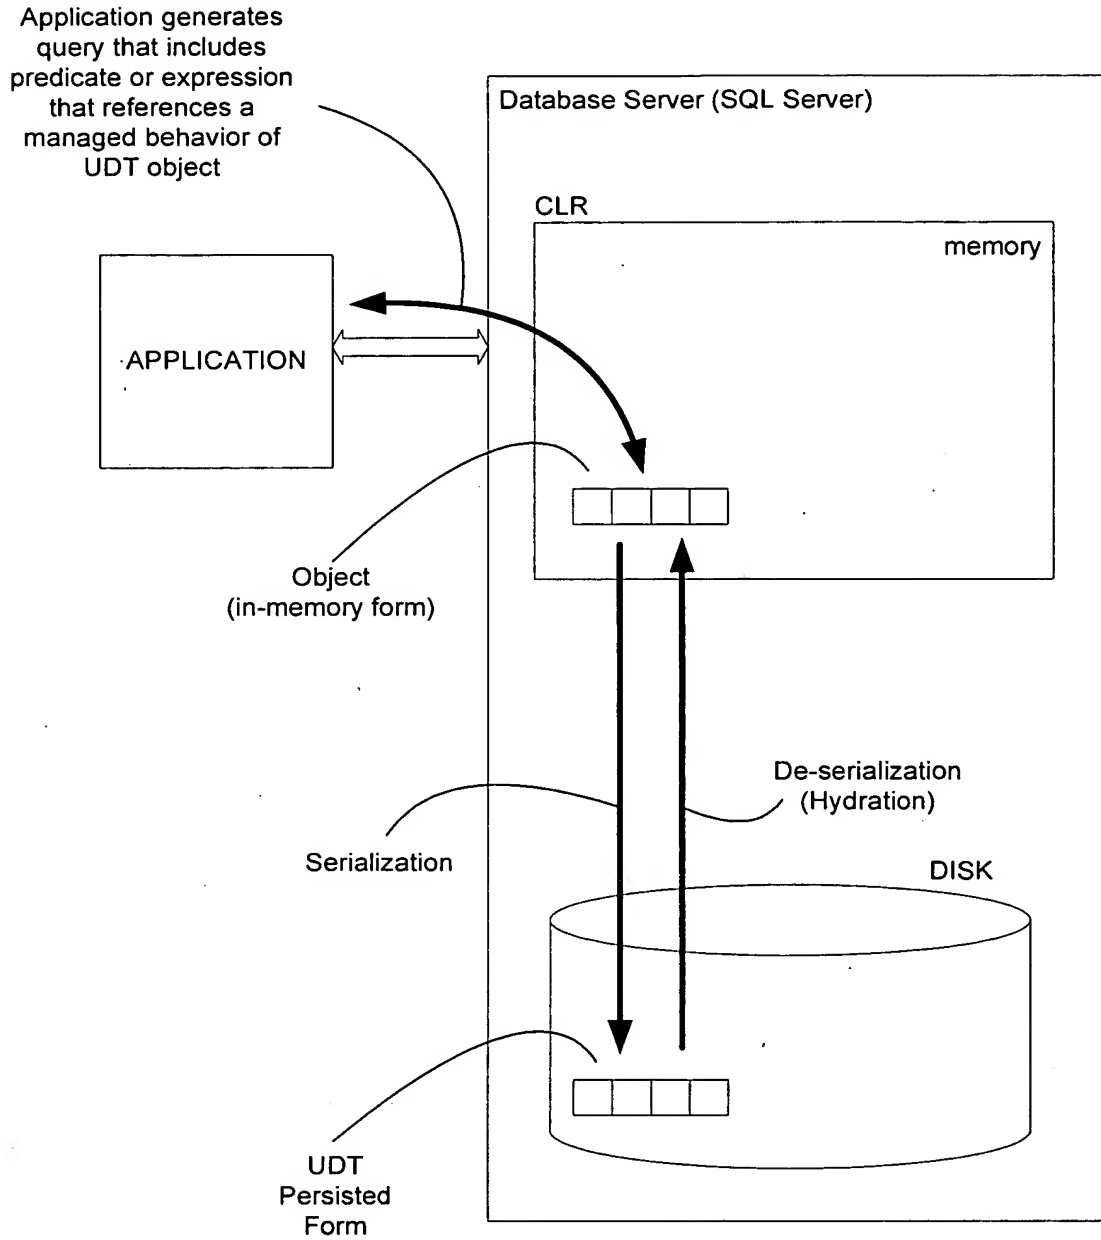 Application generates
query that includes
predicate or expression
that references a
managed behavior of
UDT object
Database Server (SQL Server)
CLR
memory
APPLICATION
Object
(in-memory form)
De-serialization
(Hydration)
Serialization
DISK
UDT
Persisted
Form